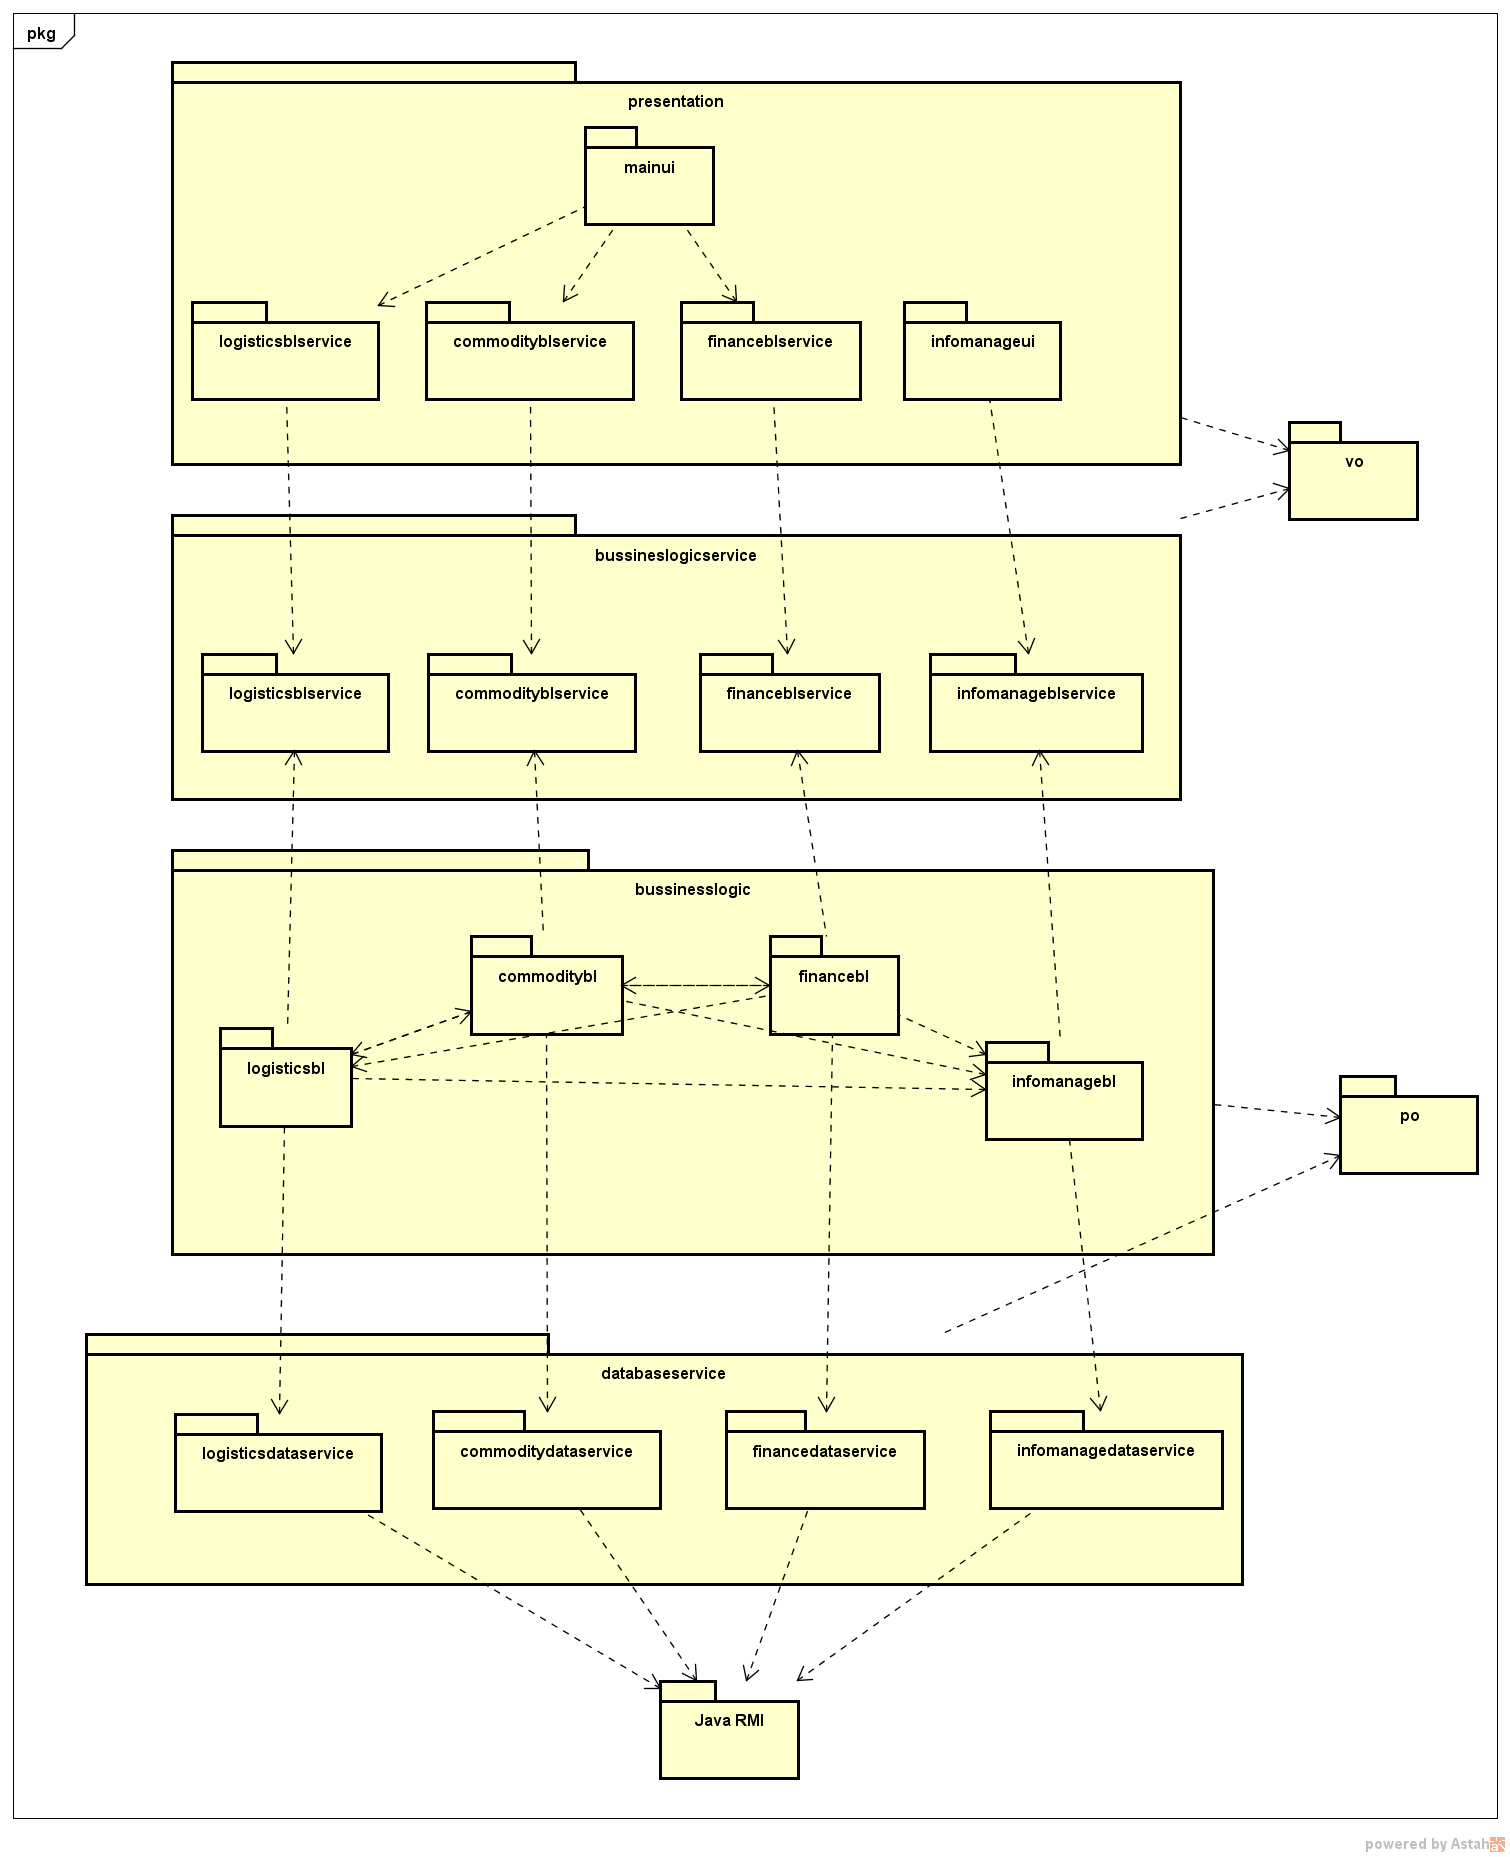 pkg
presentation
mainui
logisticsblservice
commodityblservice
financeblservice
infomanageui
vo
bussineslogicservice
logisticsblservice
commodityblservice
financeblservice
infomanageblservice
bussinesslogic
commoditybl
financebl
logisticsbl
infomanagebl
po
databaseservice
logisticsdataservice
commoditydataservice
financedataservice
infomanagedataservice
Java RMI
powered by Astah